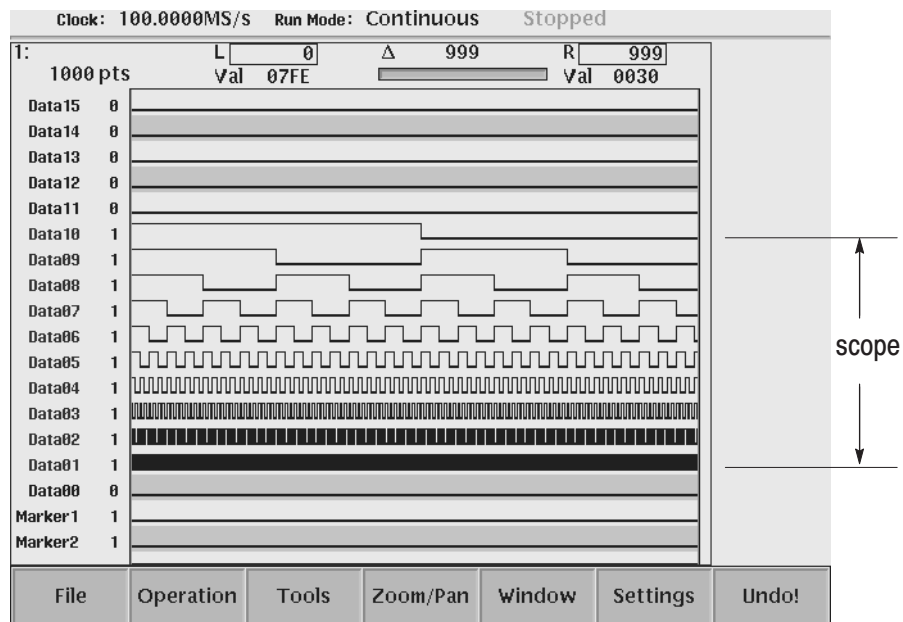 Clock: 100.0000MS/s Run Mode: Continuous Stopped
1: L 0 Δ 999 R 999
1000 pts Val 07FE Val 0030
Data15 0
Data14 0
Data13 0
Data12 0
Data11 0
Data10 1
Data09 1
Data08 1
Data07 1
Data06 1
Data05 1
Data04 1
Data03 1
Data02 1
Data01 1
Data00 0
Marker1 1
Marker2 1
scope
File Operation Tools Zoom/Pan Window Settings Undo!